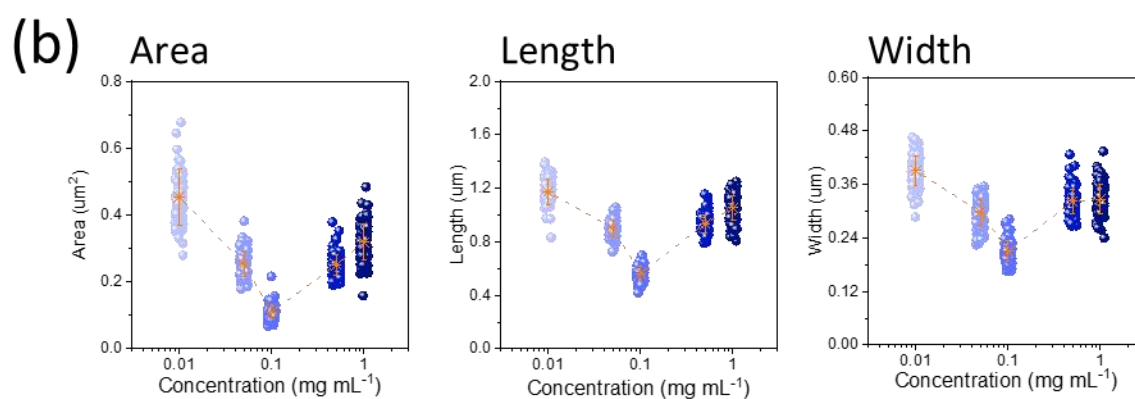 (b)
Area
Length
Width
0.8
0.6
0.4
0.2
0.0
Area (um²)
0.01
0.1
1
Concentration (mg mL⁻¹)
2.0
1.6
1.2
0.8
0.4
0.0
Length (um)
0.01
0.1
1
Concentration (mg mL⁻¹)
0.60
0.48
0.36
0.24
0.12
0.00
Width (um)
0.01
0.1
1
Concentration (mg mL⁻¹)